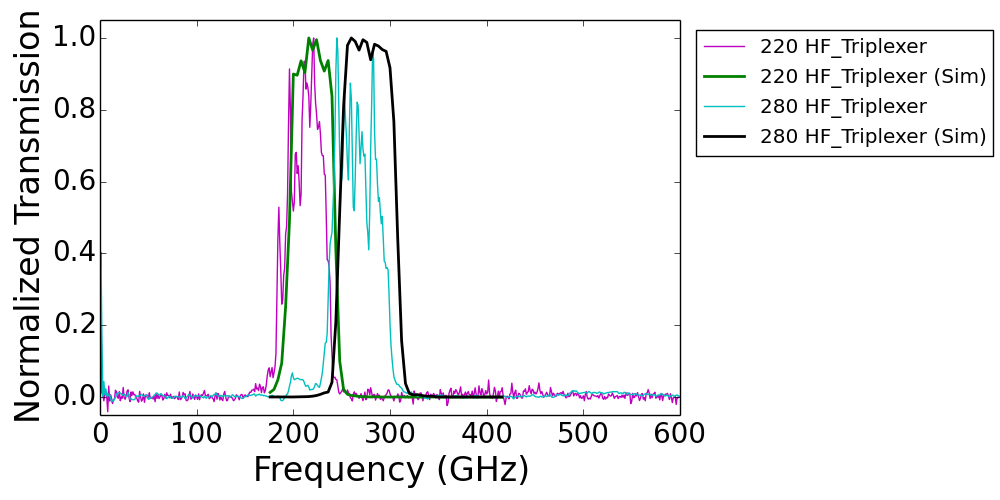 Normalized Transmission
1.0
0.8
0.6
0.4
0.2
0.0
0 100 200 300 400 500 600
Frequency (GHz)
220 HF_Triplexer
220 HF_Triplexer (Sim)
280 HF_Triplexer
280 HF_Triplexer (Sim)